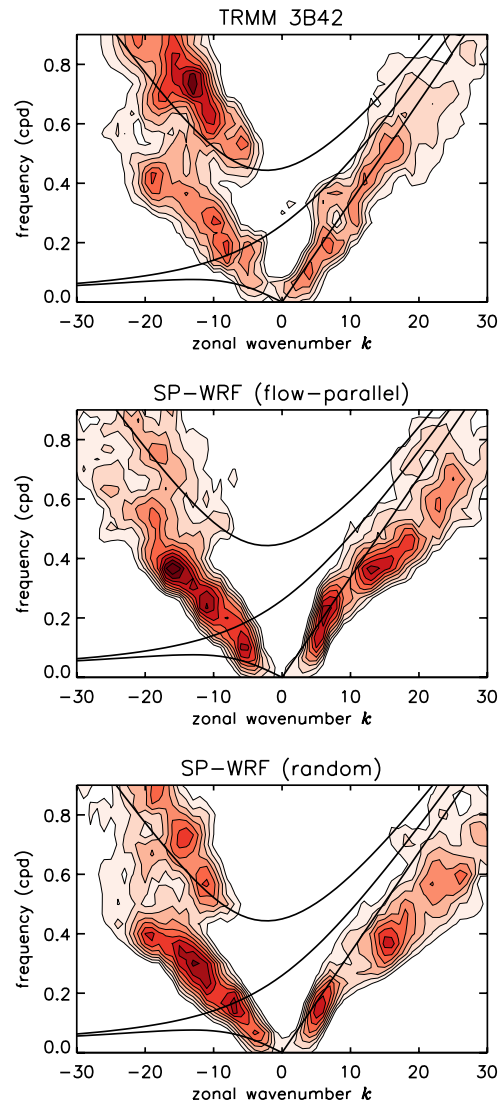 TRMM 3B42
frequency (cpd)
0.8
0.6
0.4
0.2
0.0
−30 −20 −10 0 10 20 30
zonal wavenumber k
SP−WRF (flow−parallel)
frequency (cpd)
0.8
0.6
0.4
0.2
0.0
−30 −20 −10 0 10 20 30
zonal wavenumber k
SP−WRF (random)
frequency (cpd)
0.8
0.6
0.4
0.2
0.0
−30 −20 −10 0 10 20 30
zonal wavenumber k